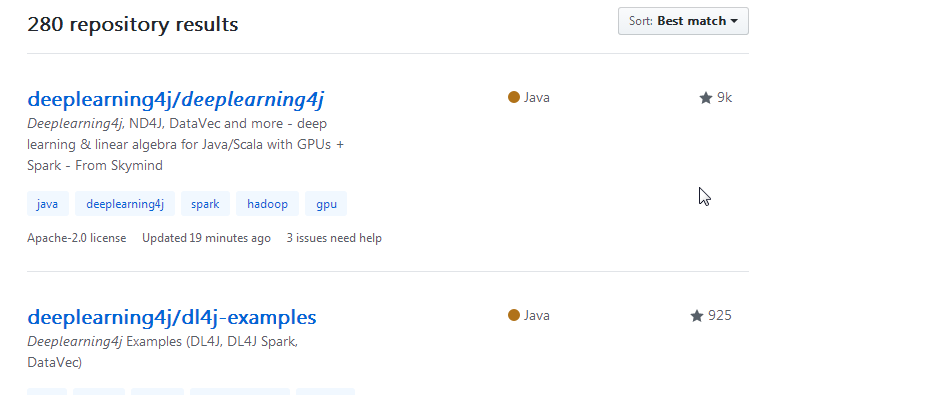 280 repository results
Sort: Best match
deeplearning4j/deeplearning4j
Java
9k
Deeplearning4j, ND4J, DataVec and more - deep
learning & linear algebra for Java/Scala with GPUs +
Spark - From Skymind
java deeplearning4j spark hadoop gpu
Apache-2.0 license Updated 19 minutes ago 3 issues need help
deeplearning4j/dl4j-examples
Java
925
Deeplearning4j Examples (DL4J, DL4J Spark,
DataVec)